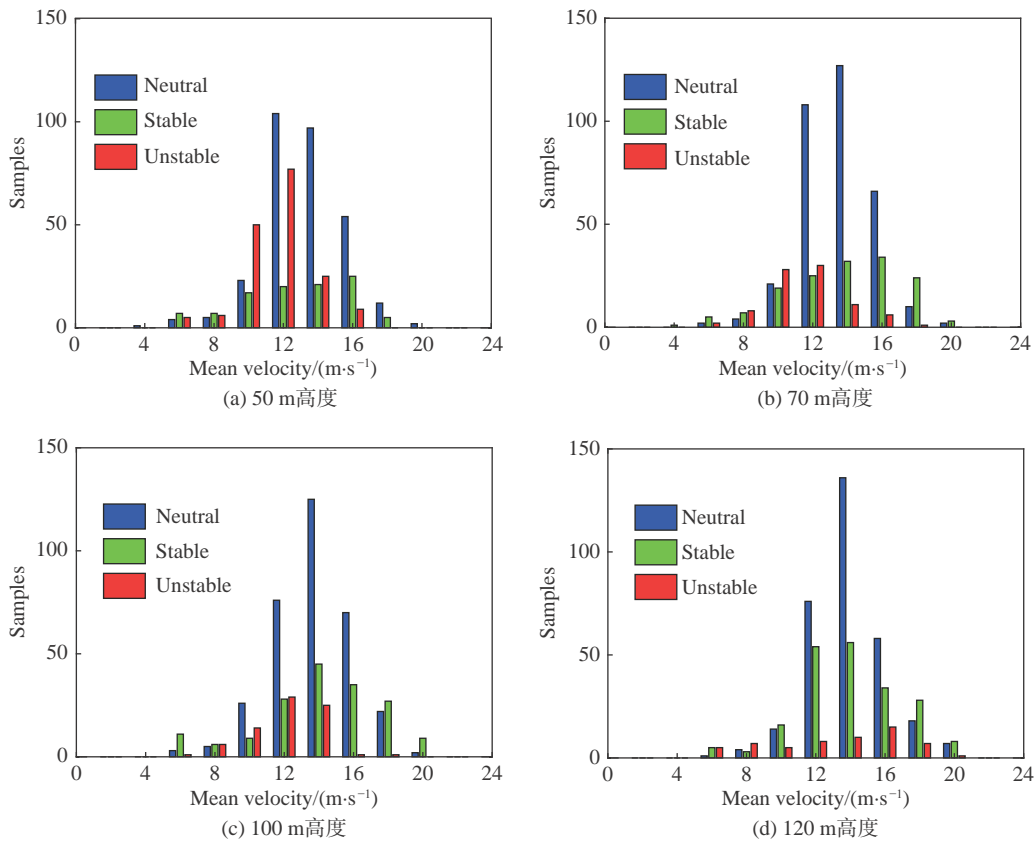 150
100
50
0
Samples
Neutral
Stable
Unstable
0 4 8 12 16 20 24
Mean velocity/(m·s⁻¹)
(a) 50 m高度
150
100
50
0
Samples
Neutral
Stable
Unstable
0 4 8 12 16 20 24
Mean velocity/(m·s⁻¹)
(b) 70 m高度
150
100
50
0
Samples
Neutral
Stable
Unstable
0 4 8 12 16 20 24
Mean velocity/(m·s⁻¹)
(c) 100 m高度
150
100
50
0
Samples
Neutral
Stable
Unstable
0 4 8 12 16 20 24
Mean velocity/(m·s⁻¹)
(d) 120 m高度